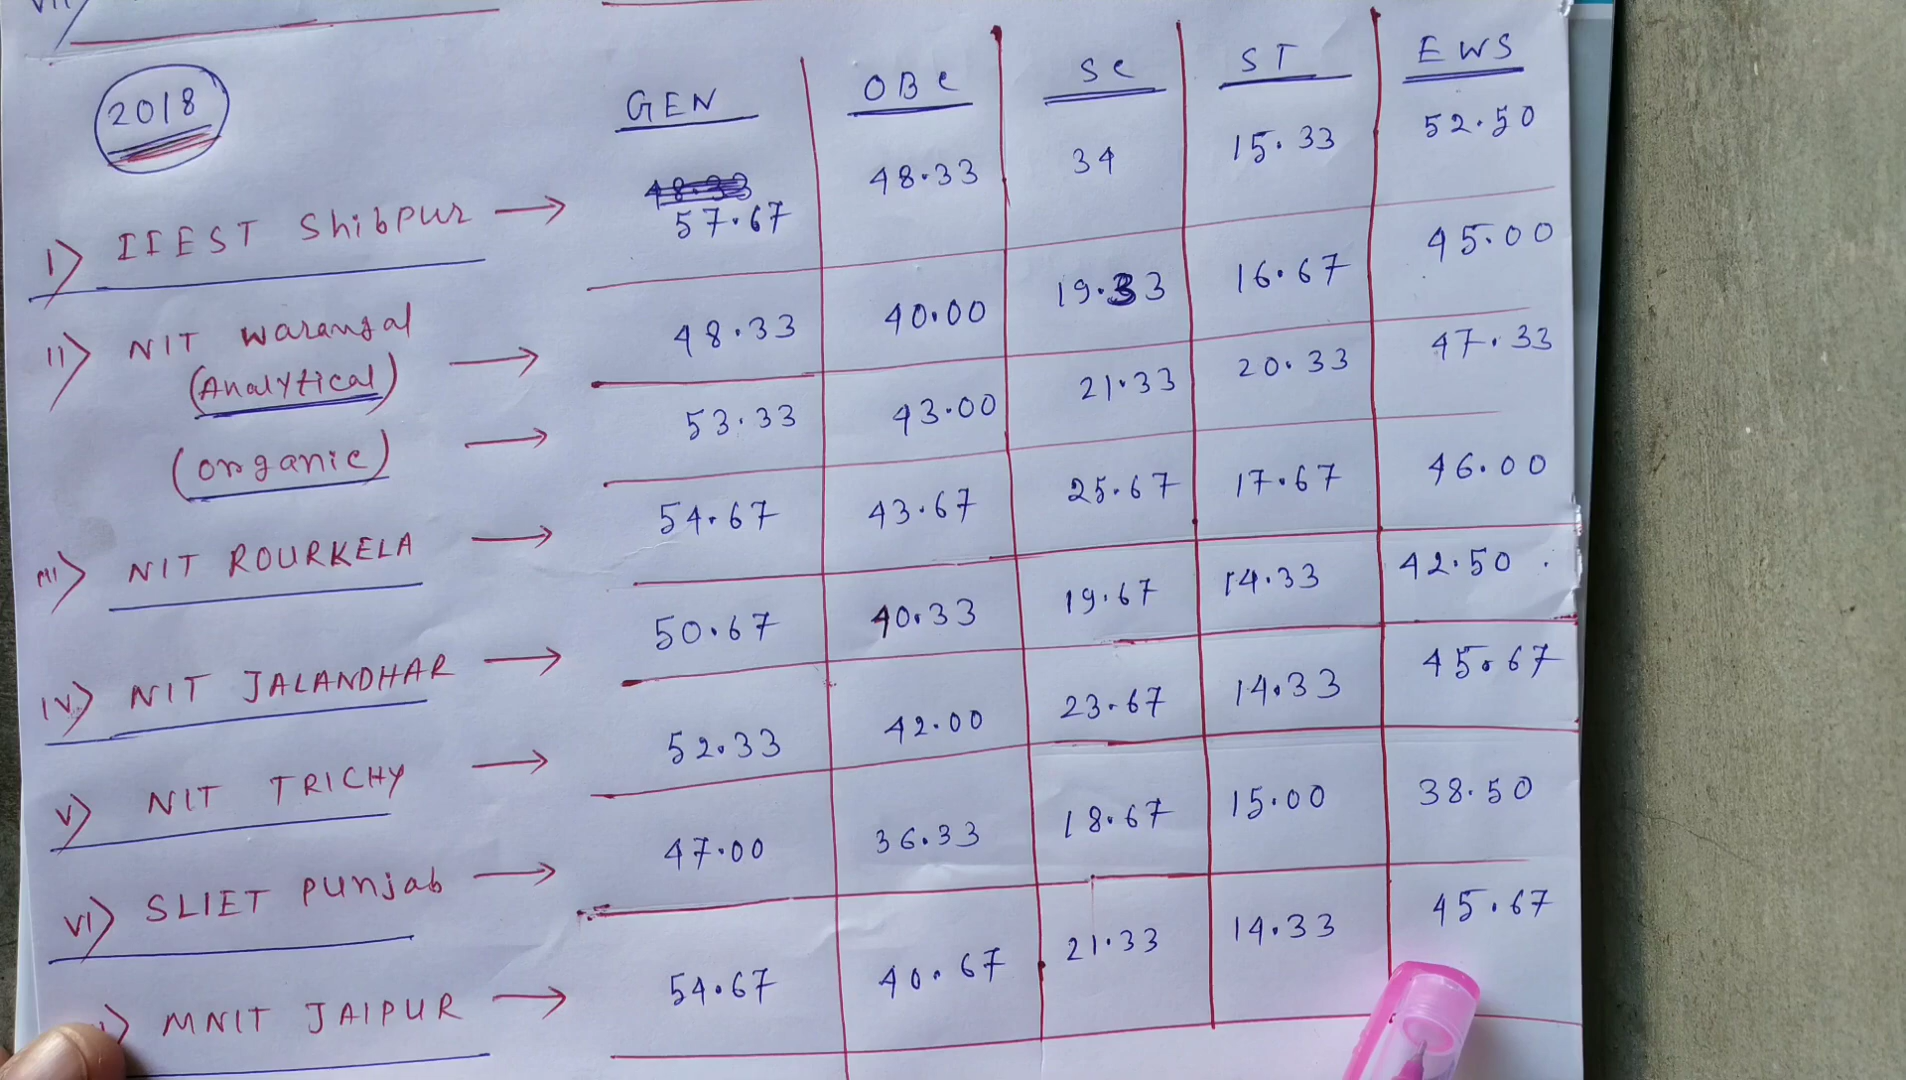 2018 GEN OBC SC ST EWS
I) IIEST Shibpur → 57.67 48.33 34 15.33 52.50
II) NIT Warangal
(Analytical) → 48.33 40.00 19.33 16.67 45.00
(organic) → 53.33 43.00 21.33 20.33 47.33
III) NIT ROURKELA → 54.67 43.67 25.67 17.67 46.00
IV) NIT JALANDHAR → 50.67 40.33 19.67 14.33 42.50
V) NIT TRICHY → 52.33 42.00 23.67 14.33 45.67
VI) SLIET Punjab → 47.00 36.33 18.67 15.00 38.50
MNIT JAIPUR → 54.67 40.67 21.33 14.33 45.67